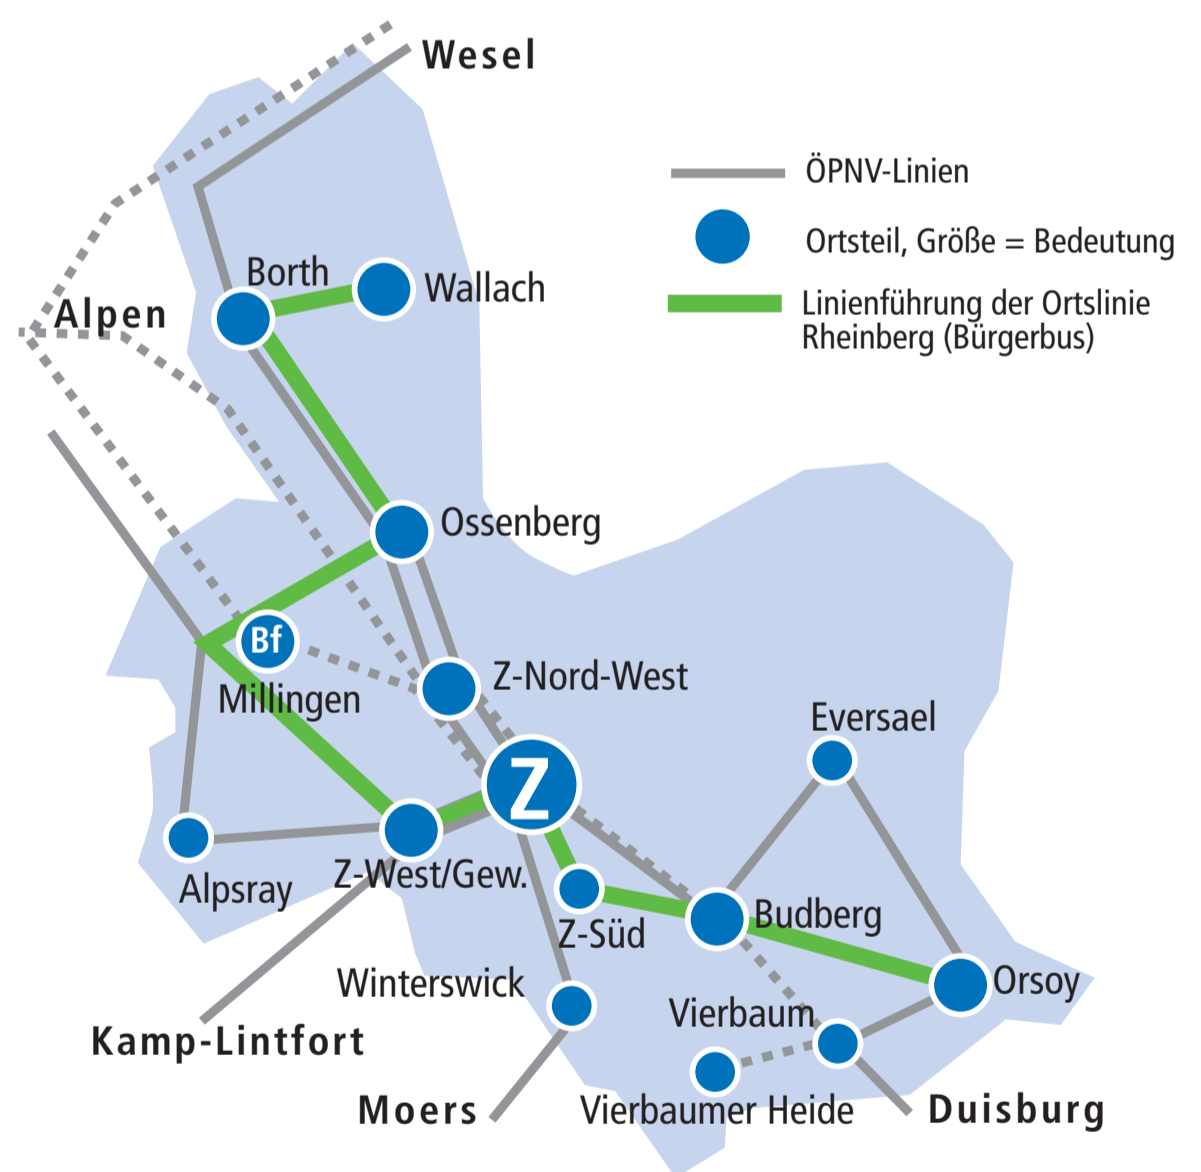 Wesel
ÖPNV-Linien
Ortsteil, Größe = Bedeutung
Linienführung der Ortslinie
Rheinberg (Bürgerbus)
Borth
Wallach
Alpen
Ossenberg
Bf
Millingen
Z-Nord-West
Eversael
Z
Alpsray
Z-West/Gew.
Z-Süd
Budberg
Winterswick
Orsoy
Vierbaum
Kamp-Lintfort
Moers
Vierbaumer Heide
Duisburg